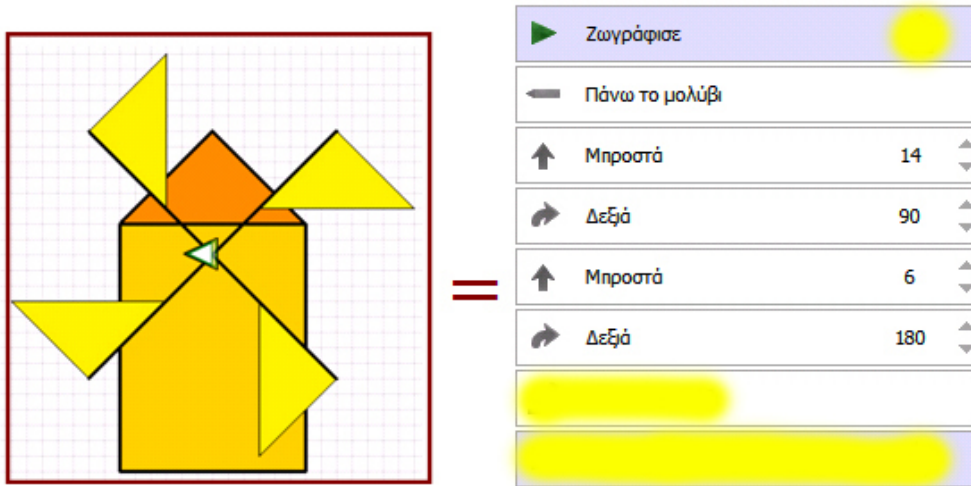 Ζωγράφισε
Πάνω το μολύβι
Μπροστά 14
Δεξιά 90
=
Μπροστά 6
Δεξιά 180